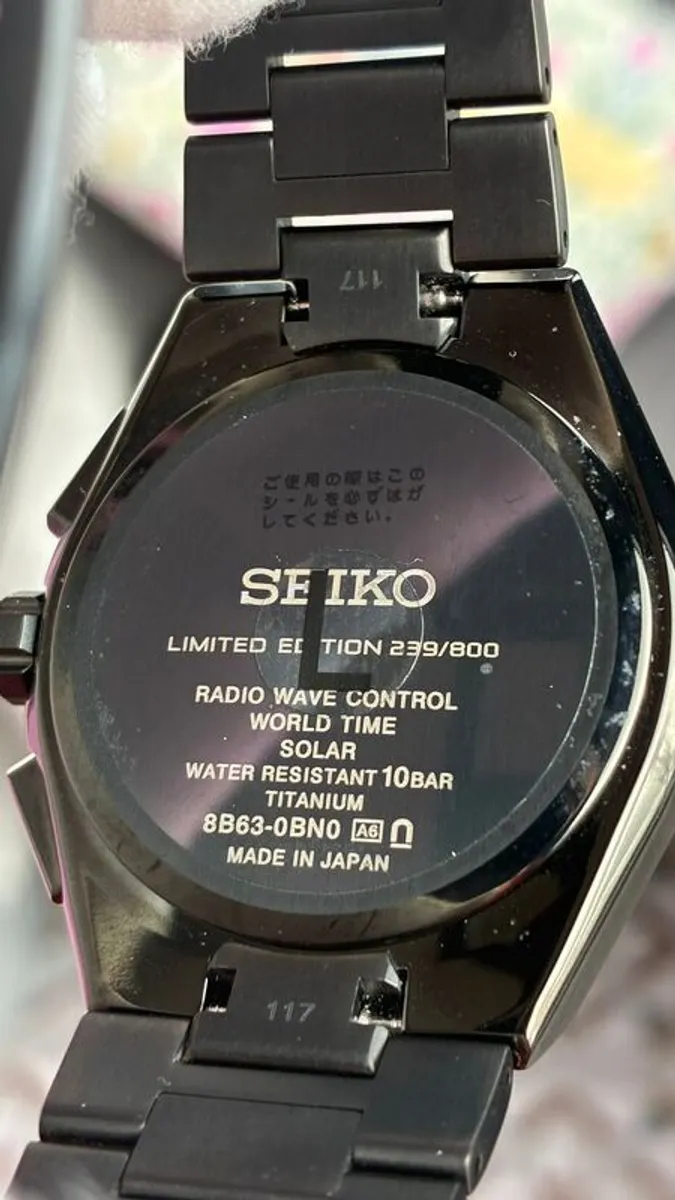 117
ご使用の際はこの
シールを必ずはが
してください。
SEIKO
L
LIMITED EDITION 239/800
RADIO WAVE CONTROL
WORLD TIME
SOLAR
WATER RESISTANT 10BAR
TITANIUM
8B63-0BN0 A6
MADE IN JAPAN
117